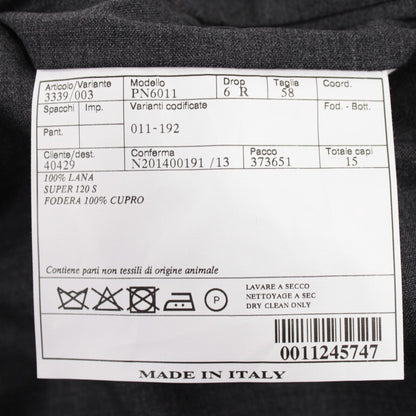 Articolo/Variante Modello Drop Taglia Coord.
3339/003 PN6011 6 R 58
Spacchi Imp. Varianti codificate Fod. - Bott.
Pant. 011-192
Cliente/dest. Conferma Pacco Totale capi
40429 N201400191 /13 373651 15
100% LANA
SUPER 120 S
FODERA 100% CUPRO
Contiene parti non tessili di origine animale
P
LAVARE A SECCO
NETTOYAGE A SEC
DRY CLEAN ONLY
0011245747
MADE IN ITALY